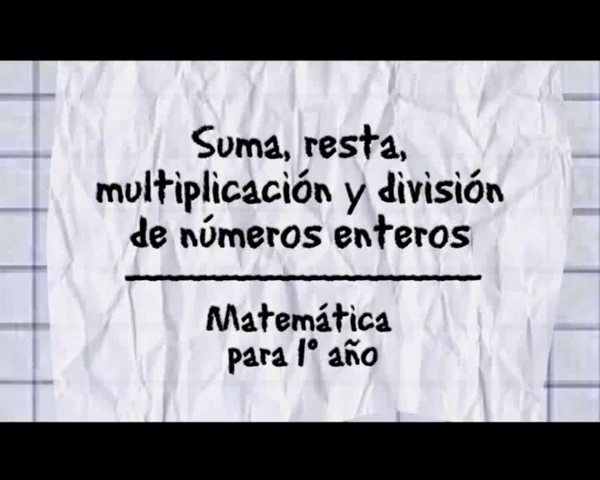 Suma, resta,
multiplicación y división
de números enteros
Matemática
para 1° año